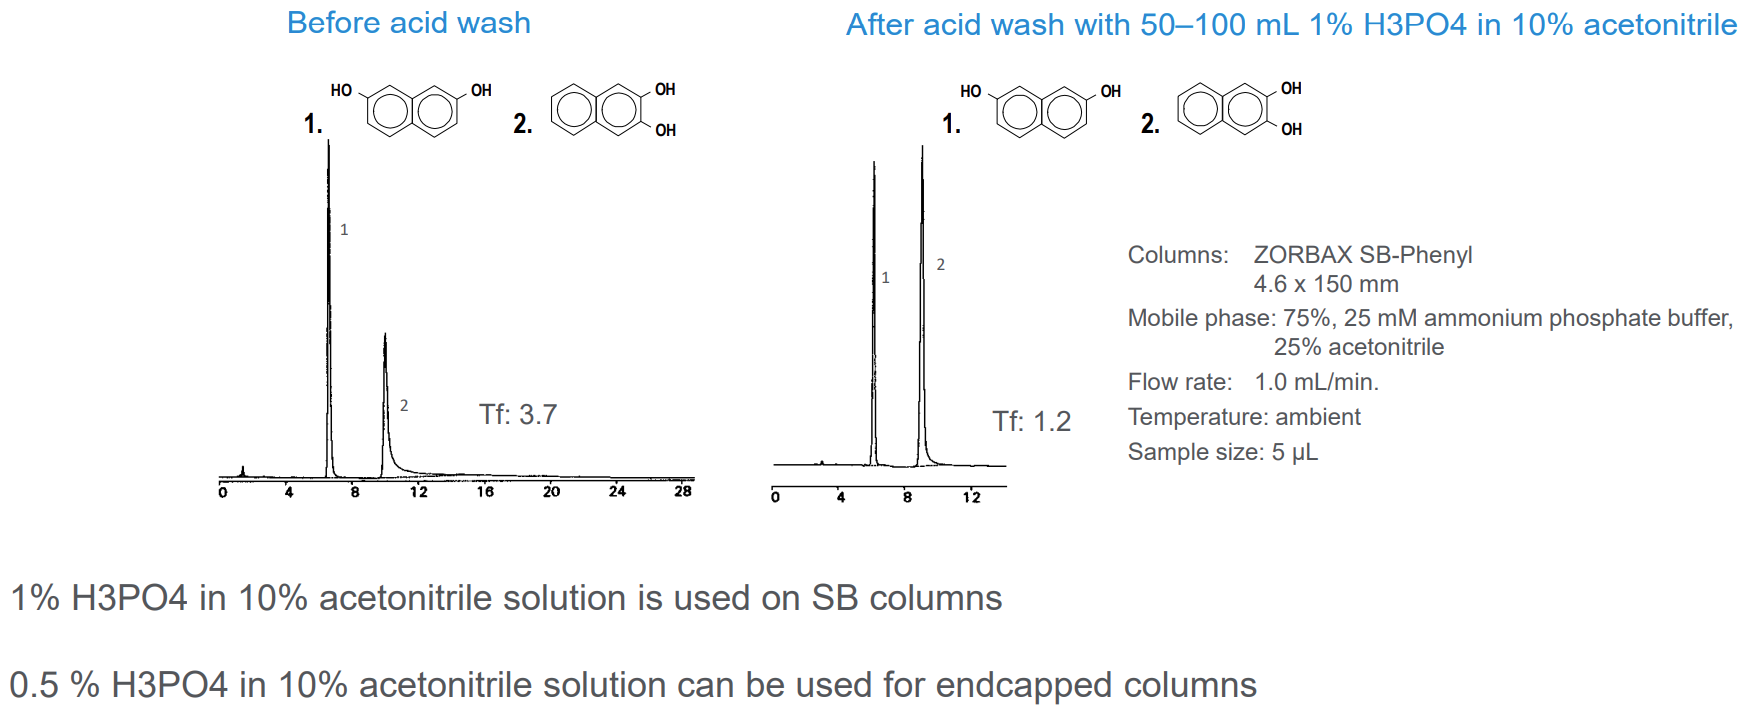 Before acid wash
After acid wash with 50–100 mL 1% H3PO4 in 10% acetonitrile
HO OH OH
1. 2.
OH
1
2
Tf: 3.7
0 4 8 12 16 20 24 28
HO OH OH
1. 2.
OH
1
2
Tf: 1.2
0 4 8 12
Columns: ZORBAX SB-Phenyl
4.6 x 150 mm
Mobile phase: 75%, 25 mM ammonium phosphate buffer,
25% acetonitrile
Flow rate: 1.0 mL/min.
Temperature: ambient
Sample size: 5 µL
1% H3PO4 in 10% acetonitrile solution is used on SB columns
0.5 % H3PO4 in 10% acetonitrile solution can be used for endcapped columns